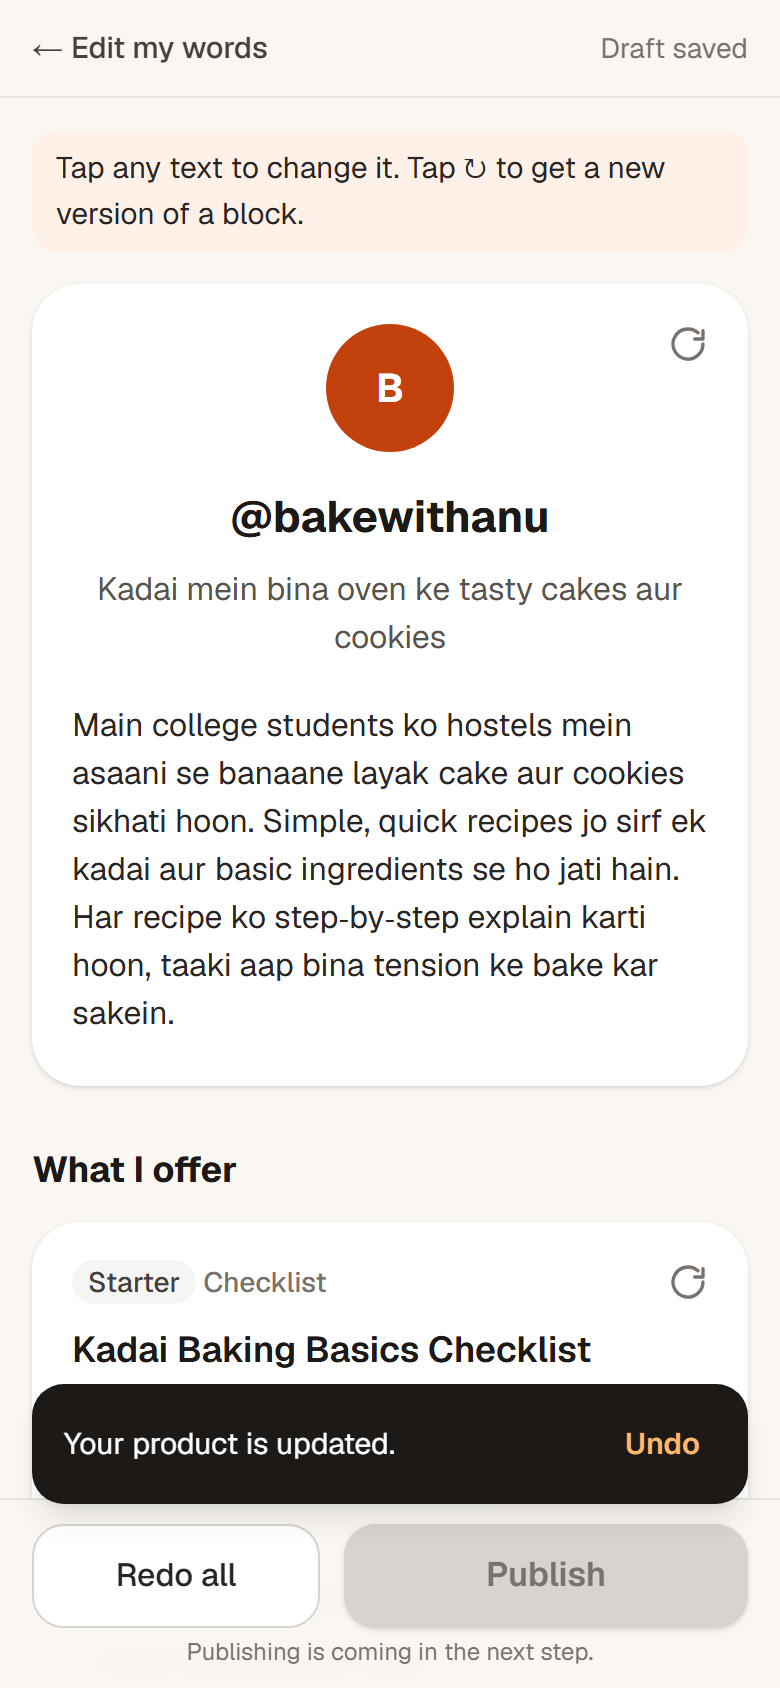 ← Edit my words
Draft saved
Tap any text to change it. Tap ↻ to get a new
version of a block.
B
@bakewithanu
Kadai mein bina oven ke tasty cakes aur
cookies
Main college students ko hostels mein
asaani se banaane layak cake aur cookies
sikhati hoon. Simple, quick recipes jo sirf ek
kadai aur basic ingredients se ho jati hain.
Har recipe ko step-by-step explain karti
hoon, taaki aap bina tension ke bake kar
sakein.
What I offer
Starter Checklist
Kadai Baking Basics Checklist
Your product is updated.
Undo
Redo all
Publish
Publishing is coming in the next step.